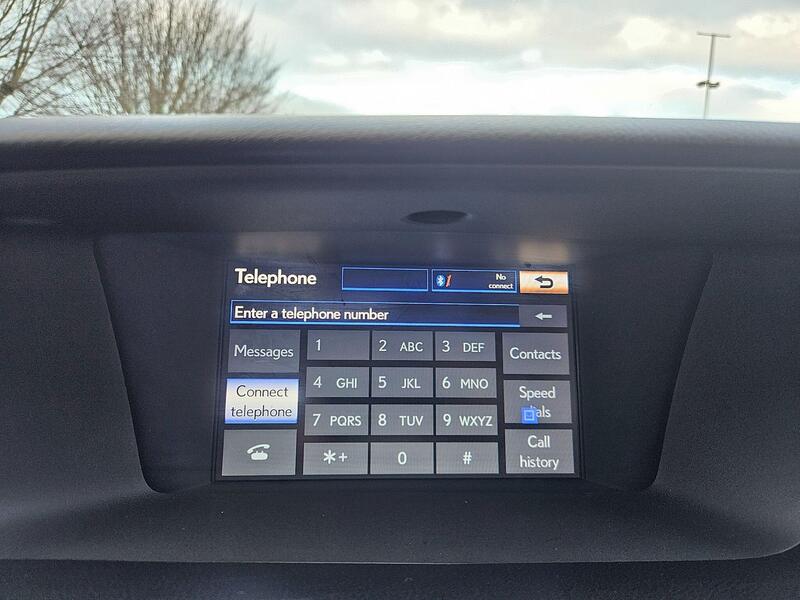 Telephone
No
connect
Enter a telephone number
Messages
1
2 ABC
3 DEF
Contacts
Connect
telephone
4 GHI
5 JKL
6 MNO
Speed
dials
7 PQRS
8 TUV
9 WXYZ
*+
0
#
Call
history